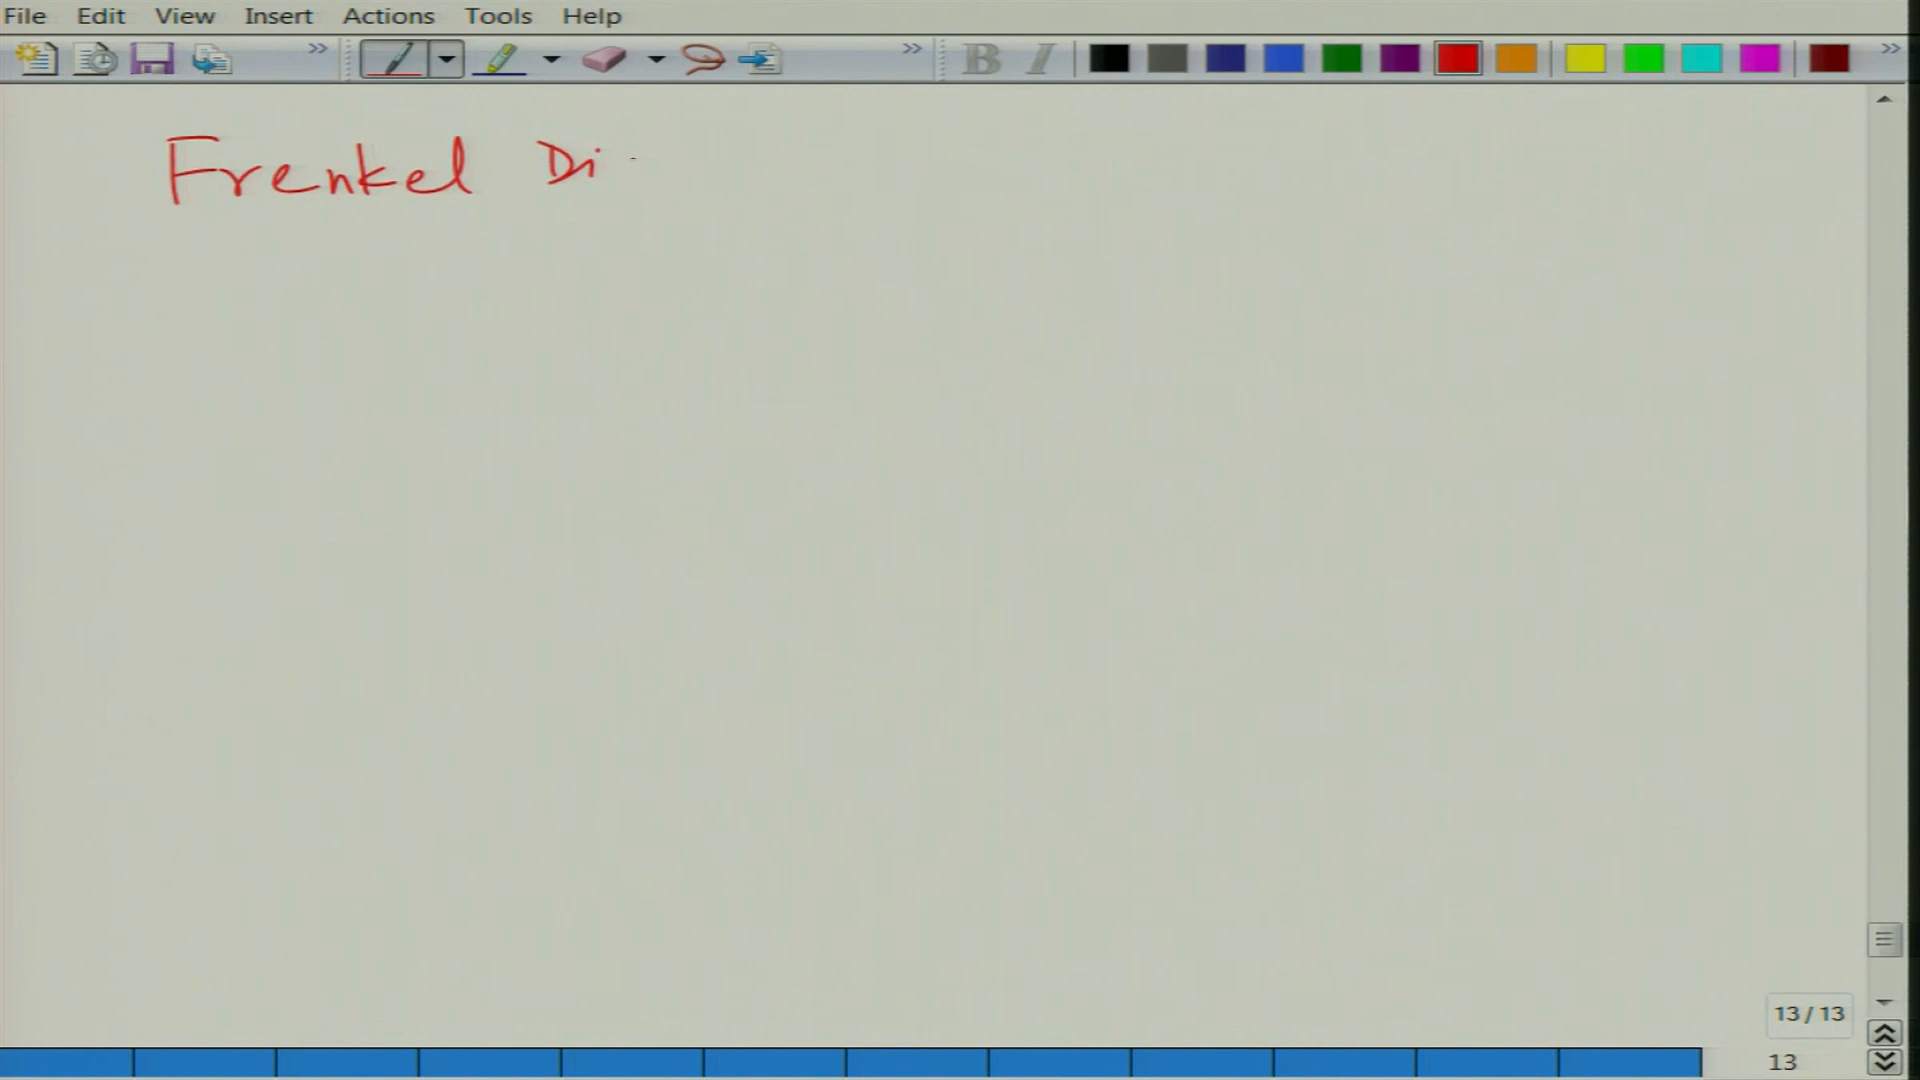 File Edit View Insert Actions Tools Help
B I
Frenkel Di
13 / 13
13